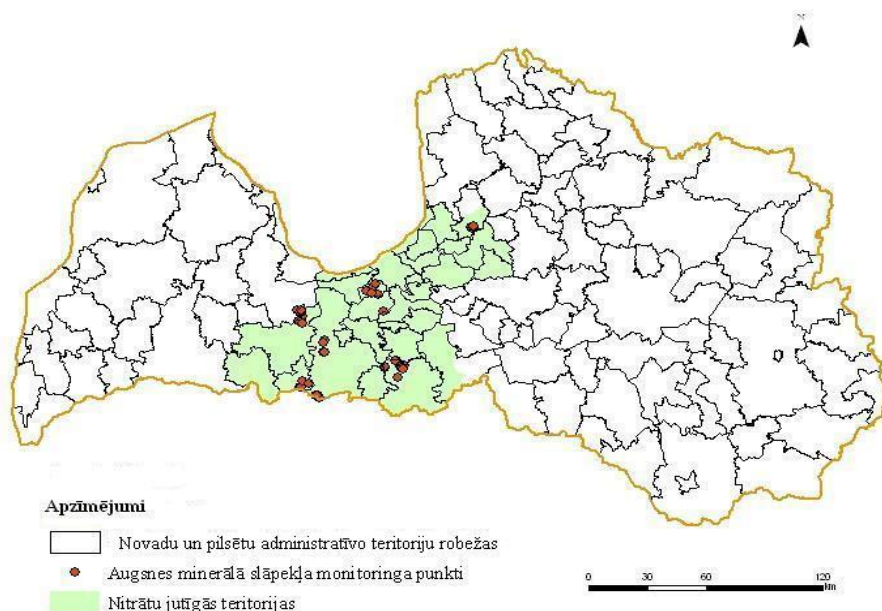 N
Apzīmējumi
Novadu un pilsētu administratīvo teritoriju robežas
Augsnes minerālā slāpekļa monitoringa punkti
Nitrātu jutīgās teritorijas
0 30 60 120
km